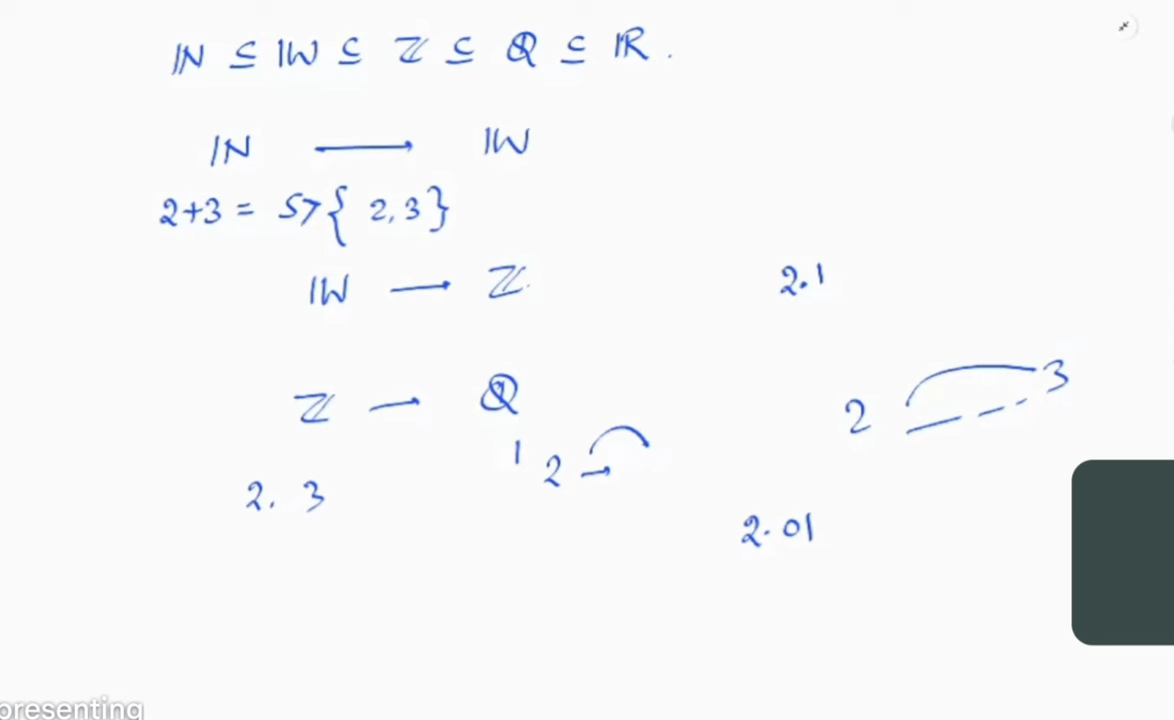 ℕ ⊆ 𝕎 ⊆ ℤ ⊆ ℚ ⊆ ℝ.
ℕ → 𝕎
2+3 = 5>{ 2,3}
𝕎 → ℤ
2.1
ℤ — ℚ
2 — — - 3
1 2 →
2. 3
2.01
presenting